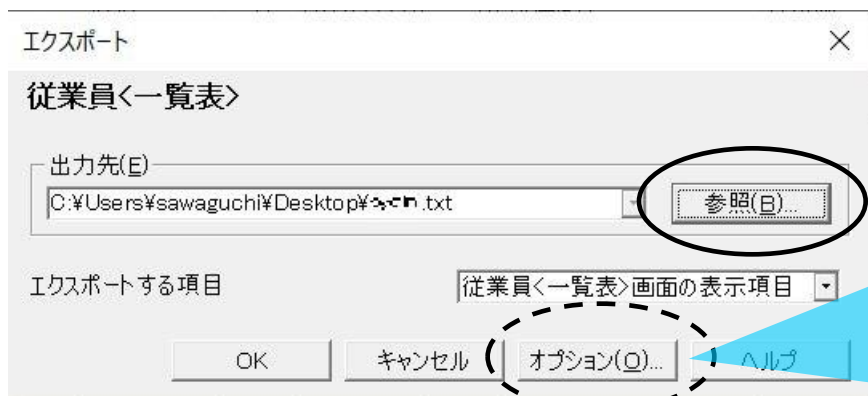 エクスポート
従業員<一覧表>
出力先(E)
C:¥Users¥sawaguchi¥Desktop¥ .txt
参照(B)...
エクスポートする項目
従業員<一覧表>画面の表示項目
OK キャンセル オプション(O)... ヘルプ